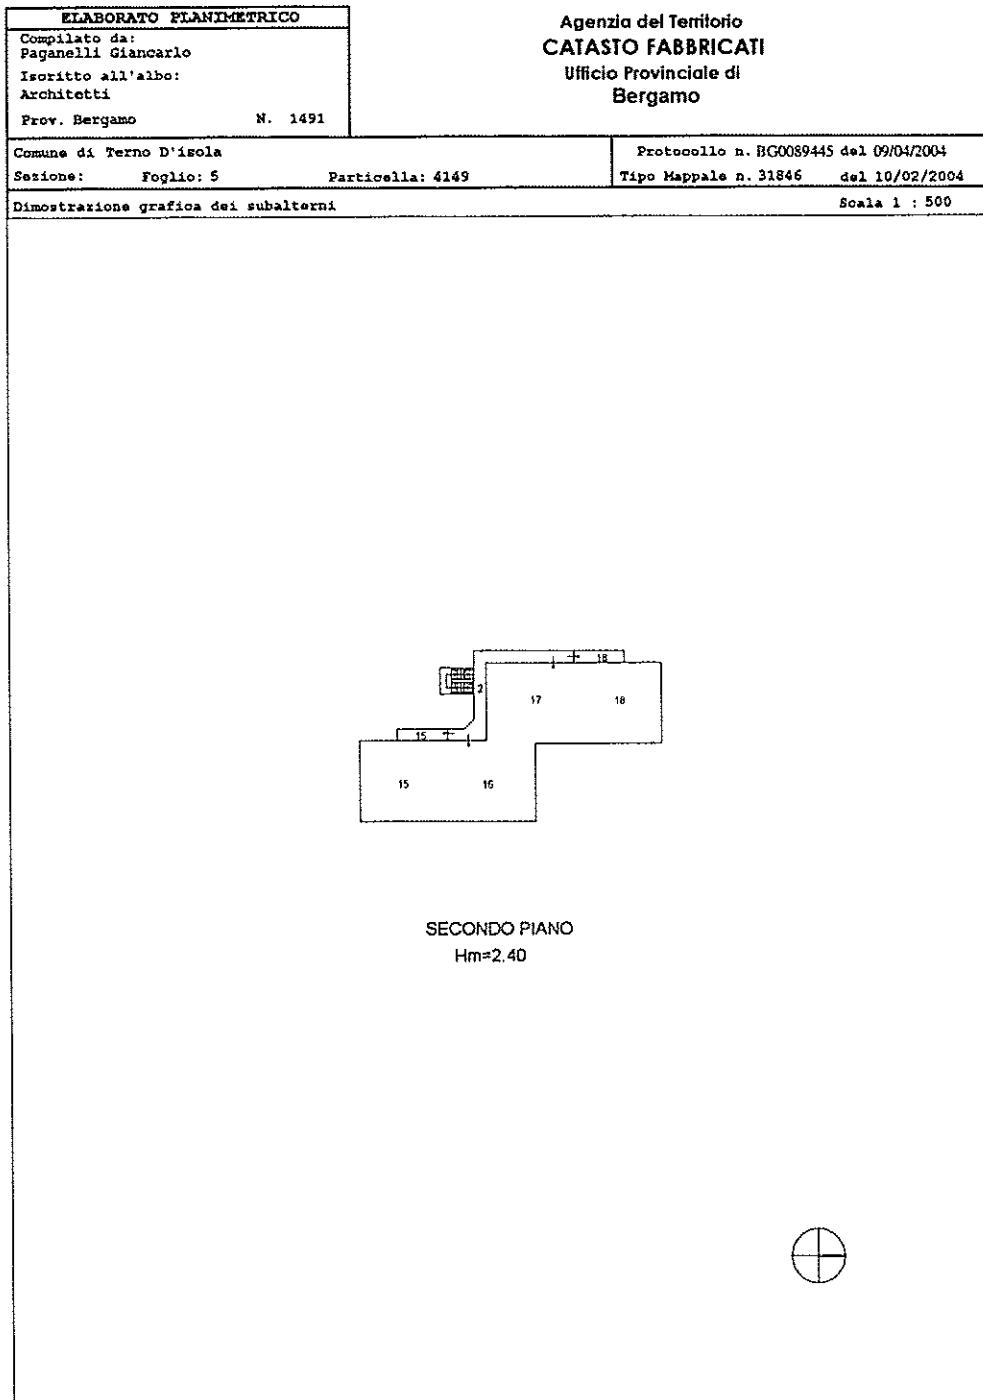 ELABORATO PLANIMETRICO
Compilato da:
Paganelli Giancarlo
Iscritto all'albo:
Architetti
Prov. Bergamo N. 1491
Agenzia del Territorio
CATASTO FABBRICATI
Ufficio Provinciale di
Bergamo
Comune di Terno D'isola
Sezione: Foglio: 5 Particella: 4149
Protocollo n. BG0089445 del 09/04/2004
Tipo Mappale n. 31846 del 10/02/2004
Dimostrazione grafica dei subalterni Scala 1 : 500
18
2
17 18
15
15 16
SECONDO PIANO
Hm=2.40